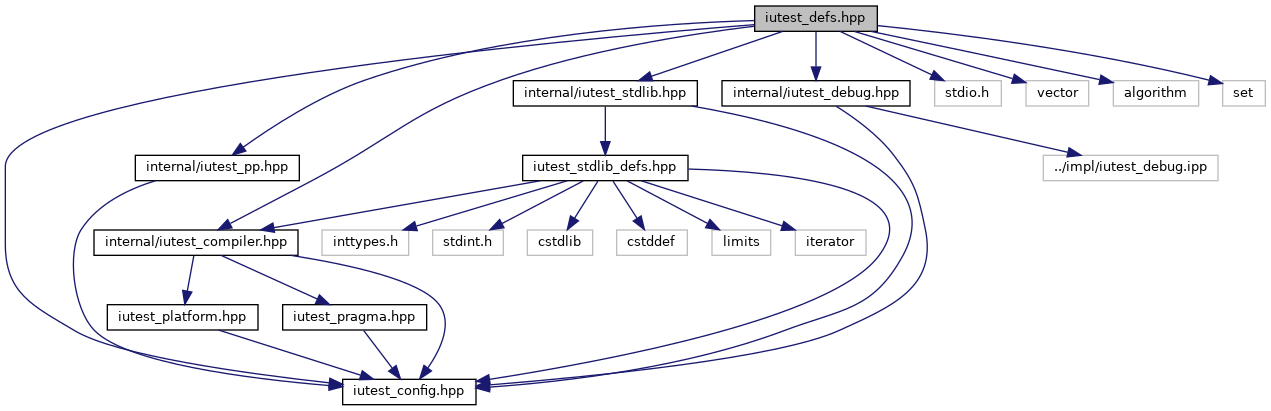 iutest_defs.hpp
internal/iutest_stdlib.hpp
internal/iutest_debug.hpp
stdio.h
vector
algorithm
set
internal/iutest_pp.hpp
iutest_stdlib_defs.hpp
../impl/iutest_debug.ipp
internal/iutest_compiler.hpp
inttypes.h
stdint.h
cstdlib
cstddef
limits
iterator
iutest_platform.hpp
iutest_pragma.hpp
iutest_config.hpp